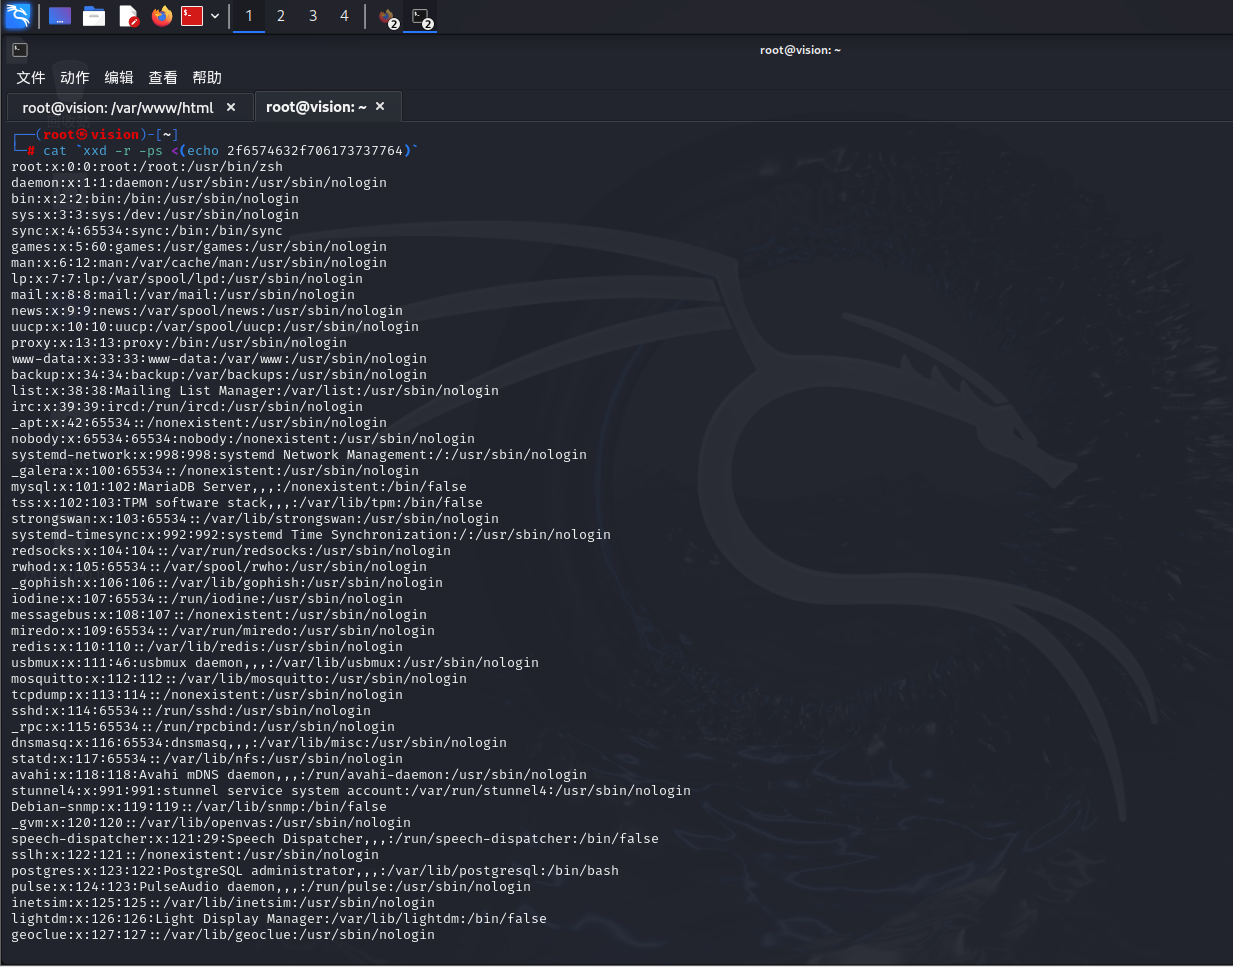 1 2 3 4 2 2
root@vision: ~
文件 动作 编辑 查看 帮助
root@vision: /var/www/html × root@vision: ~ ×
┌──(root㉿vision)-[~]
└─# cat `xxd -r -ps <(echo 2f6574632f706173737764)`
root:x:0:0:root:/root:/usr/bin/zsh
daemon:x:1:1:daemon:/usr/sbin:/usr/sbin/nologin
bin:x:2:2:bin:/bin:/usr/sbin/nologin
sys:x:3:3:sys:/dev:/usr/sbin/nologin
sync:x:4:65534:sync:/bin:/bin/sync
games:x:5:60:games:/usr/games:/usr/sbin/nologin
man:x:6:12:man:/var/cache/man:/usr/sbin/nologin
lp:x:7:7:lp:/var/spool/lpd:/usr/sbin/nologin
mail:x:8:8:mail:/var/mail:/usr/sbin/nologin
news:x:9:9:news:/var/spool/news:/usr/sbin/nologin
uucp:x:10:10:uucp:/var/spool/uucp:/usr/sbin/nologin
proxy:x:13:13:proxy:/bin:/usr/sbin/nologin
www-data:x:33:33:www-data:/var/www:/usr/sbin/nologin
backup:x:34:34:backup:/var/backups:/usr/sbin/nologin
list:x:38:38:Mailing List Manager:/var/list:/usr/sbin/nologin
irc:x:39:39:ircd:/run/ircd:/usr/sbin/nologin
_apt:x:42:65534::/nonexistent:/usr/sbin/nologin
nobody:x:65534:65534:nobody:/nonexistent:/usr/sbin/nologin
systemd-network:x:998:998:systemd Network Management:/:/usr/sbin/nologin
_galera:x:100:65534::/nonexistent:/usr/sbin/nologin
mysql:x:101:102:MariaDB Server,,,:/nonexistent:/bin/false
tss:x:102:103:TPM software stack,,,:/var/lib/tpm:/bin/false
strongswan:x:103:65534::/var/lib/strongswan:/usr/sbin/nologin
systemd-timesync:x:992:992:systemd Time Synchronization:/:/usr/sbin/nologin
redsocks:x:104:104::/var/run/redsocks:/usr/sbin/nologin
rwhod:x:105:65534::/var/spool/rwho:/usr/sbin/nologin
_gophish:x:106:106::/var/lib/gophish:/usr/sbin/nologin
iodine:x:107:65534::/run/iodine:/usr/sbin/nologin
messagebus:x:108:107::/nonexistent:/usr/sbin/nologin
miredo:x:109:65534::/var/run/miredo:/usr/sbin/nologin
redis:x:110:110::/var/lib/redis:/usr/sbin/nologin
usbmux:x:111:46:usbmux daemon,,,:/var/lib/usbmux:/usr/sbin/nologin
mosquitto:x:112:112::/var/lib/mosquitto:/usr/sbin/nologin
tcpdump:x:113:114::/nonexistent:/usr/sbin/nologin
sshd:x:114:65534::/run/sshd:/usr/sbin/nologin
_rpc:x:115:65534::/run/rpcbind:/usr/sbin/nologin
dnsmasq:x:116:65534:dnsmasq,,,:/var/lib/misc:/usr/sbin/nologin
statd:x:117:65534::/var/lib/nfs:/usr/sbin/nologin
avahi:x:118:118:Avahi mDNS daemon,,,:/run/avahi-daemon:/usr/sbin/nologin
stunnel4:x:991:991:stunnel service system account:/var/run/stunnel4:/usr/sbin/nologin
Debian-snmp:x:119:119::/var/lib/snmp:/bin/false
_gvm:x:120:120::/var/lib/openvas:/usr/sbin/nologin
speech-dispatcher:x:121:29:Speech Dispatcher,,,:/run/speech-dispatcher:/bin/false
sslh:x:122:121::/nonexistent:/usr/sbin/nologin
postgres:x:123:122:PostgreSQL administrator,,,:/var/lib/postgresql:/bin/bash
pulse:x:124:123:PulseAudio daemon,,,:/run/pulse:/usr/sbin/nologin
inetsim:x:125:125::/var/lib/inetsim:/usr/sbin/nologin
lightdm:x:126:126:Light Display Manager:/var/lib/lightdm:/bin/false
geoclue:x:127:127::/var/lib/geoclue:/usr/sbin/nologin